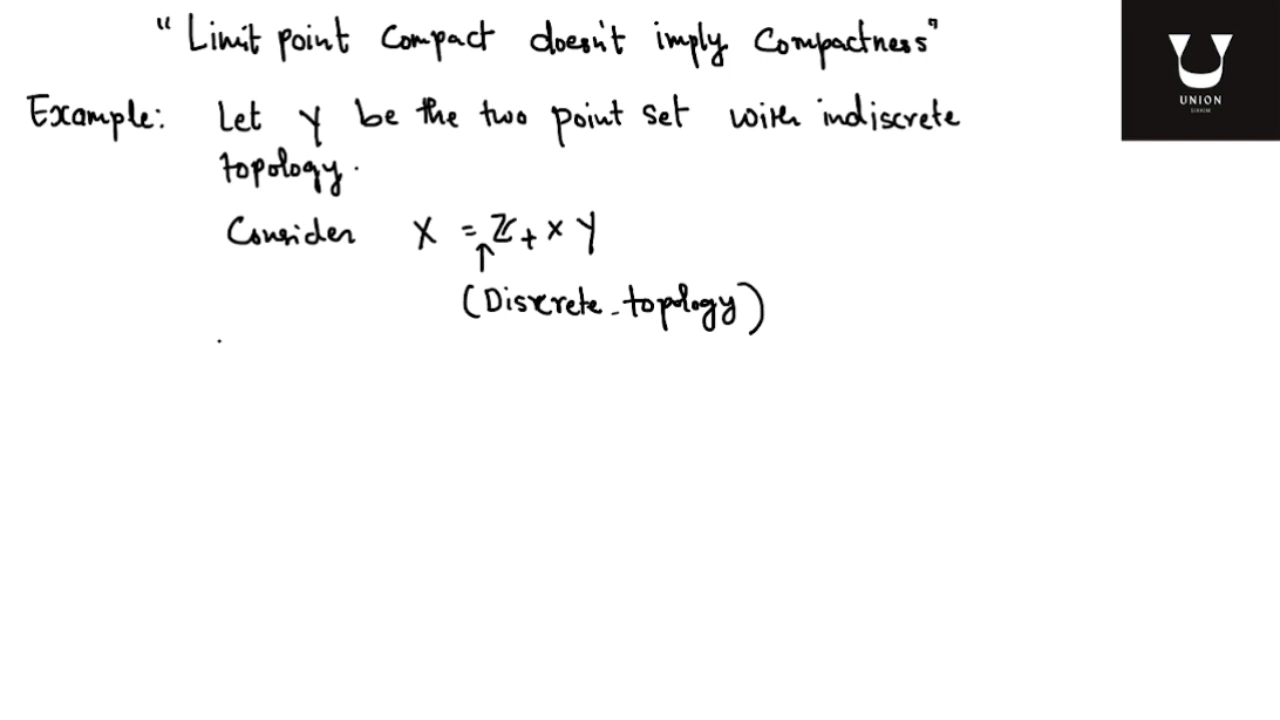 "Limit point compact doesn't imply compactness"
Example: Let Y be the two point set with indiscrete
topology.
Consider X = ℤ+ × Y
↑
(Discrete topology)
UNION